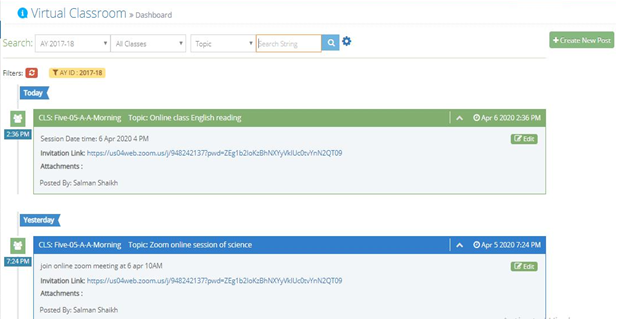 Virtual Classroom » Dashboard
Search: AY 2017-18 All Classes Topic Search String
+Create New Post
Filters: AY ID : 2017-18
Today
CLS: Five-05-A-A-Morning Topic: Online class English reading Apr 6 2020 2:36 PM
2:36 PM
Session Date time: 6 Apr 2020 4 PM Edit
Invitation Link: https://us04web.zoom.us/j/948242137?pwd=ZEg1b2loKzBhNXYyVklUc0tvYnN2QT09
Attachments :
Posted By: Salman Shaikh
Yesterday
CLS: Five-05-A-A-Morning Topic: Zoom online session of science Apr 5 2020 7:24 PM
7:24 PM
join online zoom meeting at 6 apr 10AM Edit
Invitation Link: https://us04web.zoom.us/j/948242137?pwd=ZEg1b2loKzBhNXYyVklUc0tvYnN2QT09
Attachments :
Posted By: Salman Shaikh